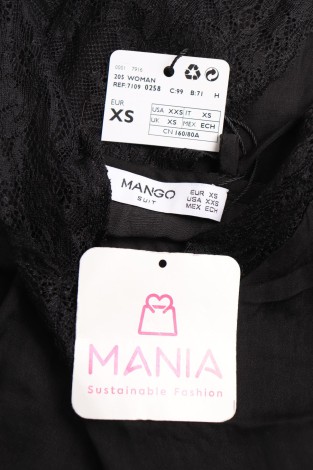 205 WOMAN
REF.7109 0258 C:99 B:71 H
EUR
XS
USA XXS IT XS
UK XS MEX ECH
CN 160/80A
MANGO
SUIT
EUR XS
USA XXS
MEX ECH
MANIA
Sustainable Fashion